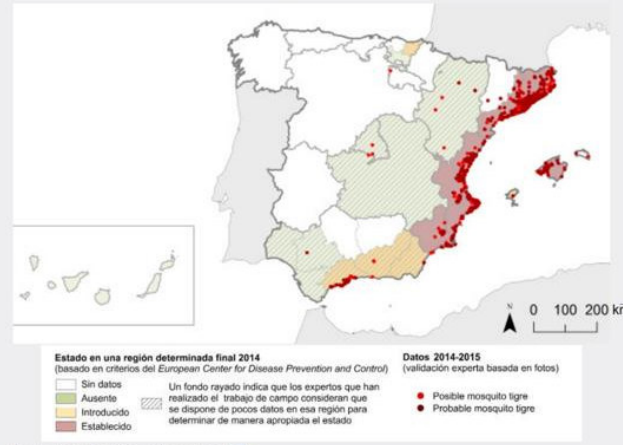 N
0 100 200 k
Estado en una región determinada final 2014
(basado en criterios del European Center for Disease Prevention and Control)
Sin datos
Ausente
Introducido
Establecido
Un fondo rayado indica que los expertos que han
realizado el trabajo de campo consideran que
se dispone de pocos datos en esa región para
determinar de manera apropiada el estado
Datos 2014-2015
(validación experta basada en fotos)
Posible mosquito tigre
Probable mosquito tigre